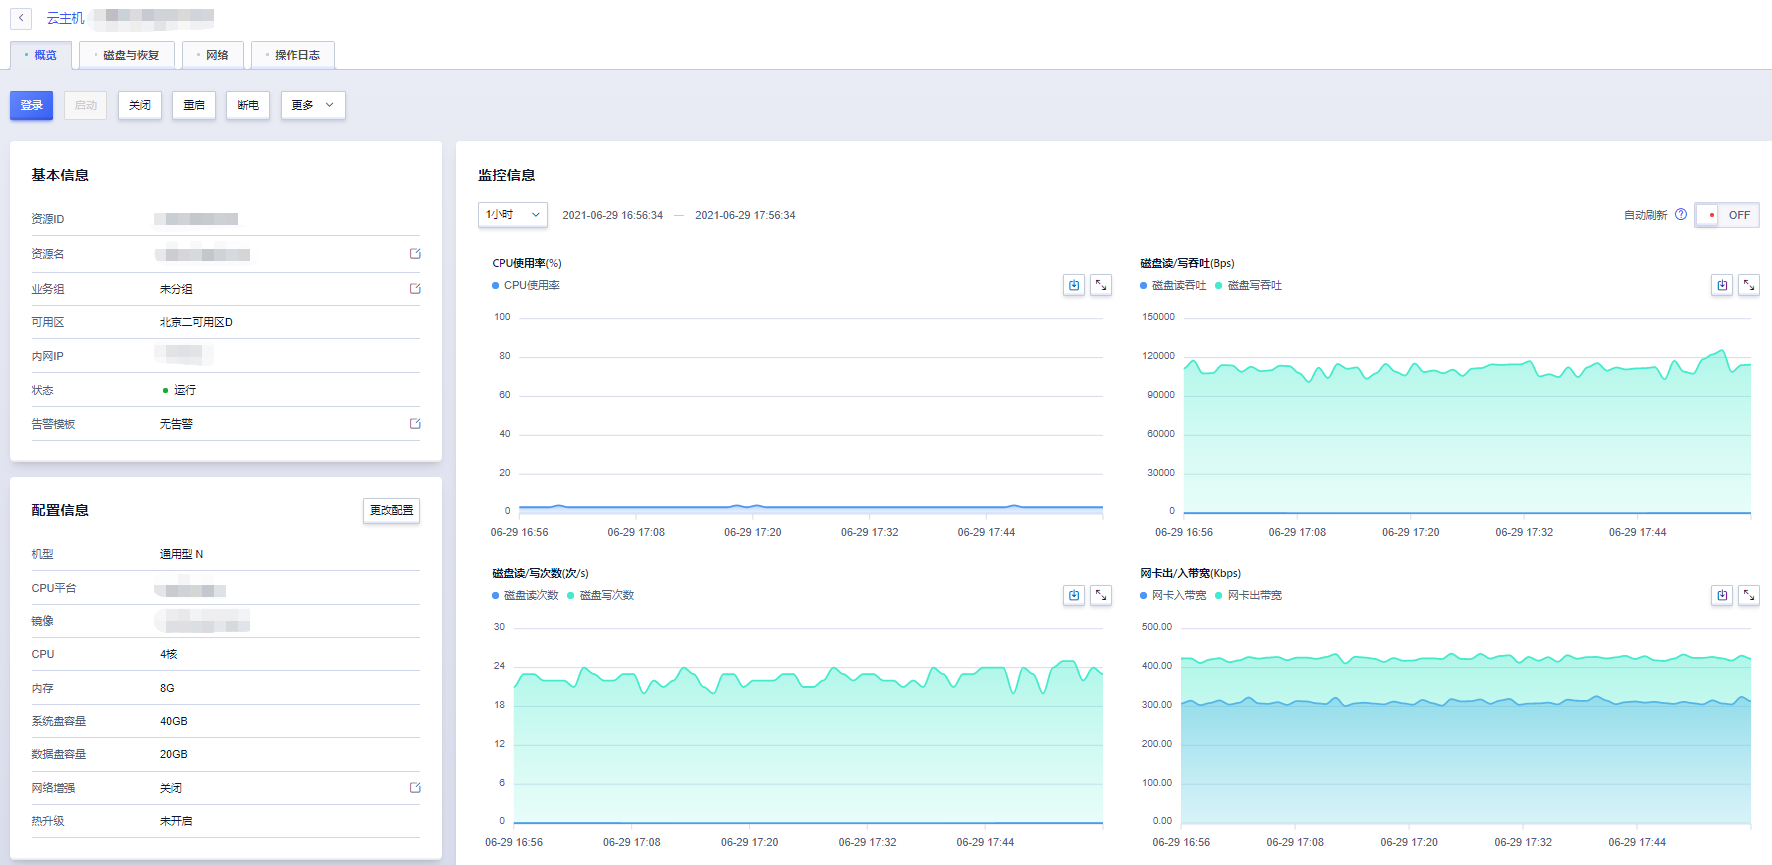 云主机
概览 磁盘与恢复 网络 操作日志
登录 启动 关闭 重启 断电 更多
基本信息
资源ID
资源名
业务组 未分组
可用区 北京二可用区D
内网IP
状态 运行
告警模板 无告警
配置信息 更改配置
机型 通用型 N
CPU平台
镜像
CPU 4核
内存 8G
系统盘容量 40GB
数据盘容量 20GB
网络增强 关闭
热升级 未开启
监控信息
1小时 2021-06-29 16:56:34 — 2021-06-29 17:56:34 自动刷新 ? OFF
CPU使用率(%)
CPU使用率
100
80
60
40
20
0
06-29 16:56 06-29 17:08 06-29 17:20 06-29 17:32 06-29 17:44
磁盘读/写吞吐(Bps)
磁盘读吞吐 磁盘写吞吐
150000
120000
90000
60000
30000
0
06-29 16:56 06-29 17:08 06-29 17:20 06-29 17:32 06-29 17:44
磁盘读/写次数(次/s)
磁盘读次数 磁盘写次数
30
24
18
12
6
0
06-29 16:56 06-29 17:08 06-29 17:20 06-29 17:32 06-29 17:44
网卡出/入带宽(Kbps)
网卡入带宽 网卡出带宽
500.00
400.00
300.00
200.00
100.00
0.00
06-29 16:56 06-29 17:08 06-29 17:20 06-29 17:32 06-29 17:44